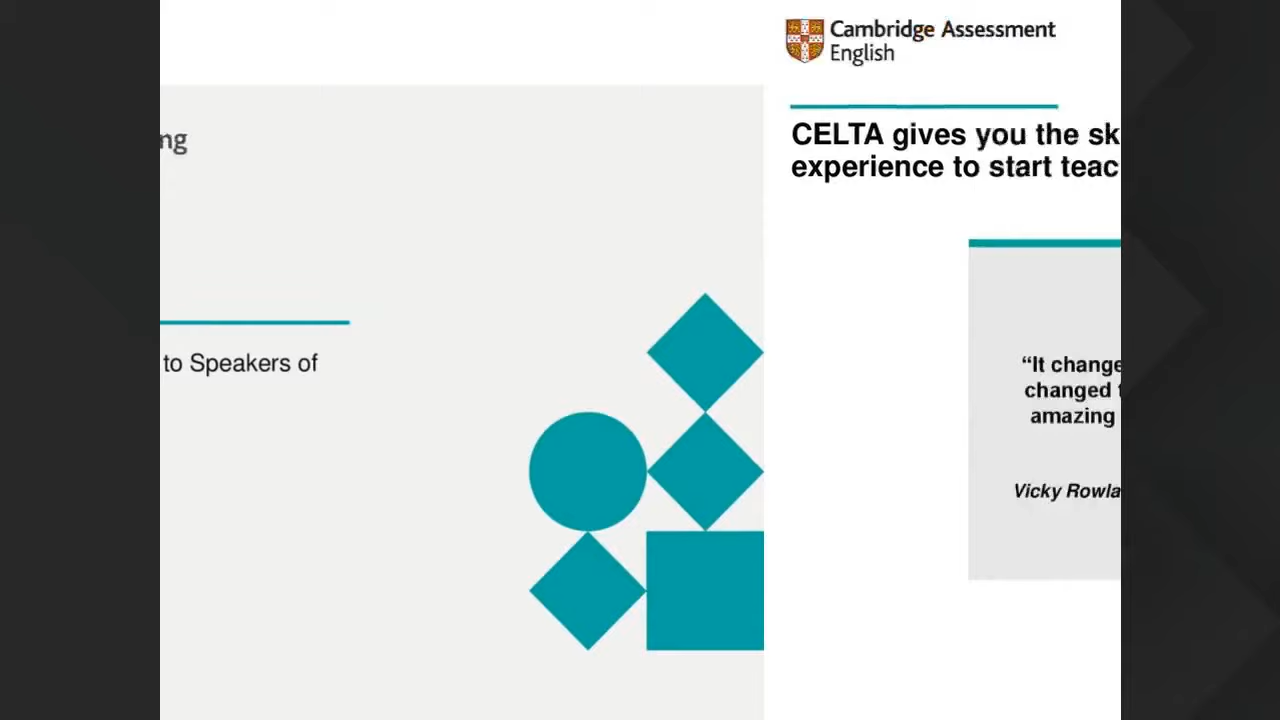 ng
to Speakers of
Cambridge Assessment
English
CELTA gives you the sk
experience to start teac
“It change
changed t
amazing
Vicky Rowla